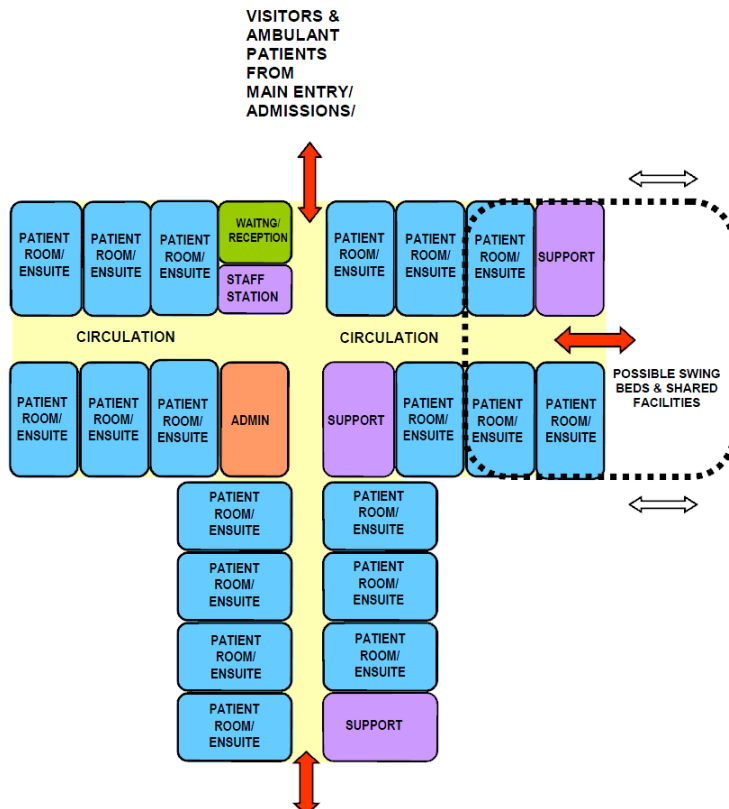 VISITORS &
AMBULANT
PATIENTS
FROM
MAIN ENTRY/
ADMISSIONS/
PATIENT
ROOM/
ENSUITE
PATIENT
ROOM/
ENSUITE
PATIENT
ROOM/
ENSUITE
WAITNG/
RECEPTION
STAFF
STATION
PATIENT
ROOM/
ENSUITE
PATIENT
ROOM/
ENSUITE
PATIENT
ROOM/
ENSUITE
SUPPORT
CIRCULATION
CIRCULATION
POSSIBLE SWING
BEDS & SHARED
FACILITIES
PATIENT
ROOM/
ENSUITE
PATIENT
ROOM/
ENSUITE
PATIENT
ROOM/
ENSUITE
ADMIN
SUPPORT
PATIENT
ROOM/
ENSUITE
PATIENT
ROOM/
ENSUITE
PATIENT
ROOM/
ENSUITE
PATIENT
ROOM/
ENSUITE
PATIENT
ROOM/
ENSUITE
PATIENT
ROOM/
ENSUITE
PATIENT
ROOM/
ENSUITE
PATIENT
ROOM/
ENSUITE
PATIENT
ROOM/
ENSUITE
PATIENT
ROOM/
ENSUITE
SUPPORT